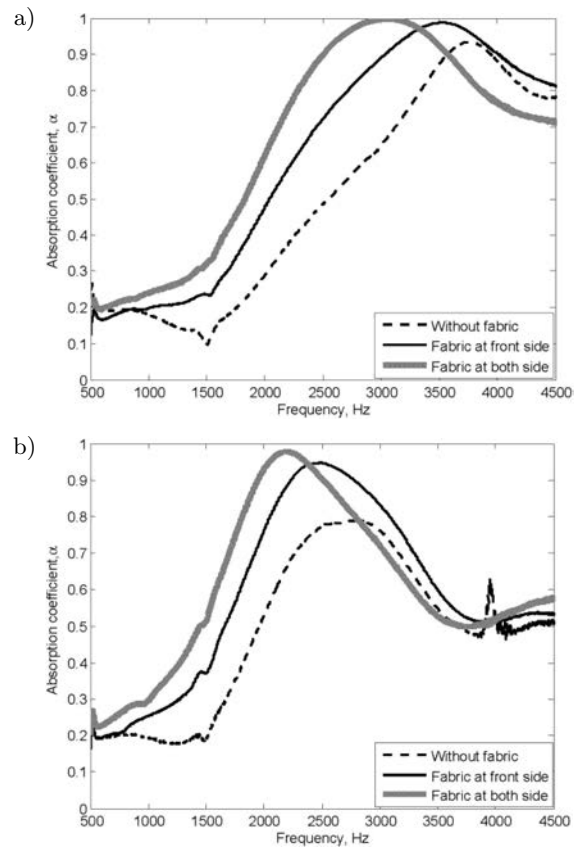 a)
1
0.9
0.8
0.7
0.6
0.5
0.4
0.3
0.2
0.1
0
Absorption coefficient, α
Without fabric
Fabric at front side
Fabric at both side
500 1000 1500 2000 2500 3000 3500 4000 4500
Frequency, Hz
b)
1
0.9
0.8
0.7
0.6
0.5
0.4
0.3
0.2
0.1
0
Absorption coefficient,α
Without fabric
Fabric at front side
Fabric at both side
500 1000 1500 2000 2500 3000 3500 4000 4500
Frequency, Hz